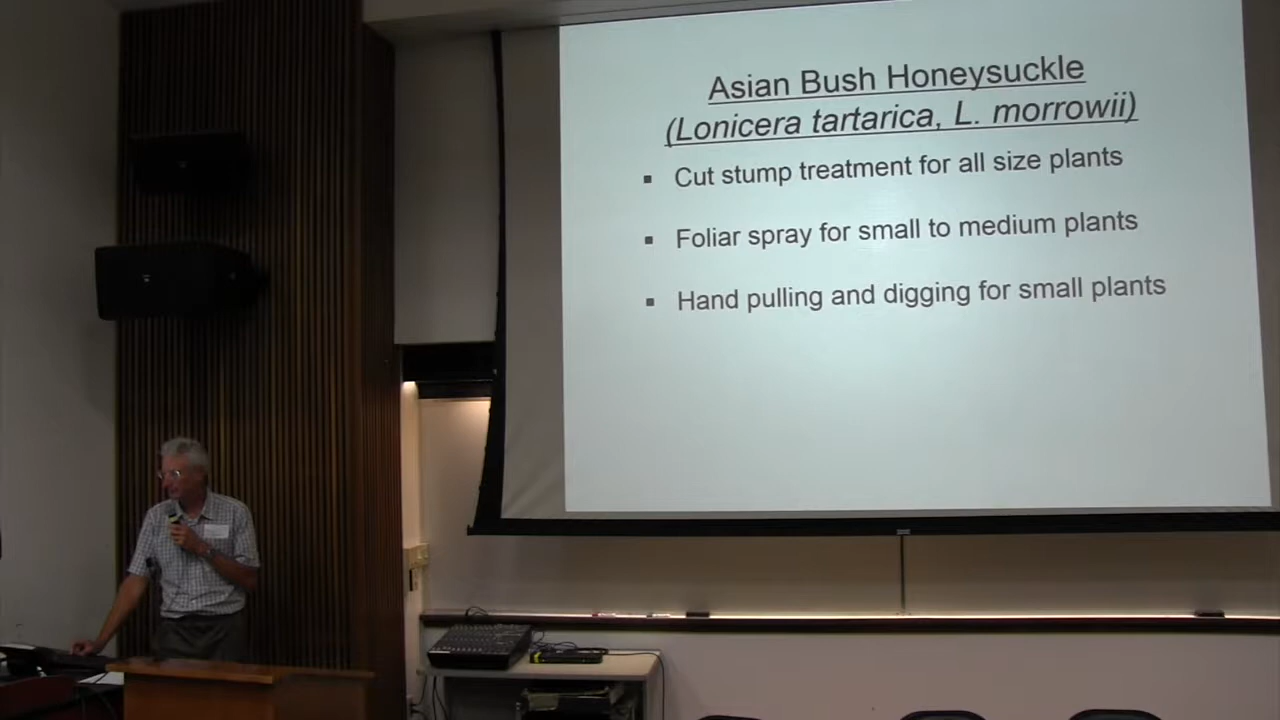 Asian Bush Honeysuckle
(Lonicera tartarica, L. morrowii)
▪ Cut stump treatment for all size plants
▪ Foliar spray for small to medium plants
▪ Hand pulling and digging for small plants